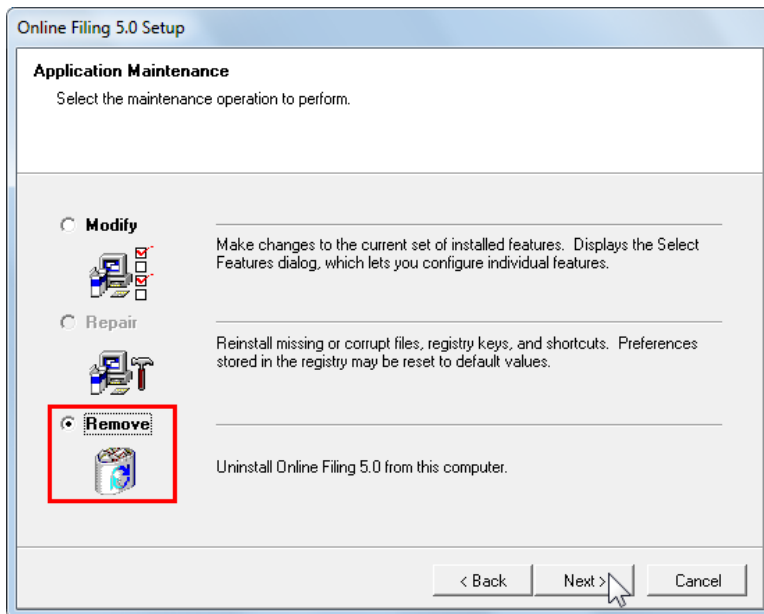 Online Filing 5.0 Setup
Application Maintenance
Select the maintenance operation to perform.
Modify
Make changes to the current set of installed features.  Displays the Select
Features dialog, which lets you configure individual features.
Repair
Reinstall missing or corrupt files, registry keys, and shortcuts.  Preferences
stored in the registry may be reset to default values.
Remove
Uninstall Online Filing 5.0 from this computer.
< Back
Next >
Cancel